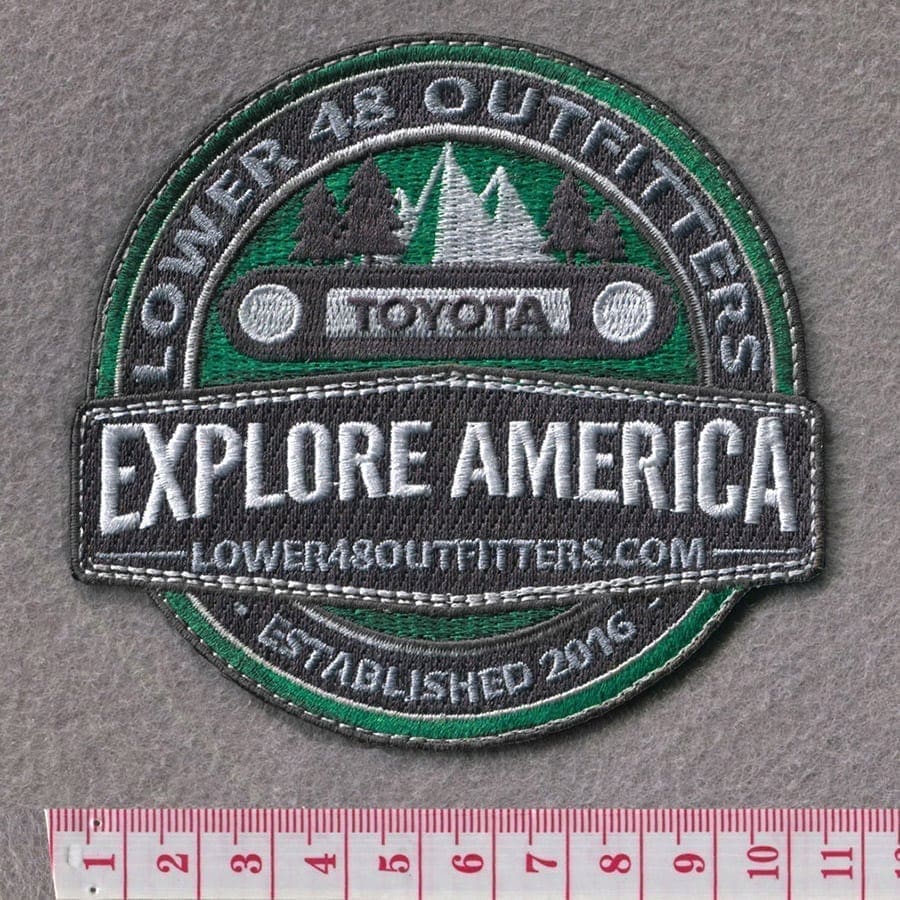 LOWER 48 OUTFITTERS
TOYOTA
EXPLORE AMERICA
LOWER48OUTFITTERS.COM
ESTABLISHED 2016
1 2 3 4 5 6 7 8 9 10 11